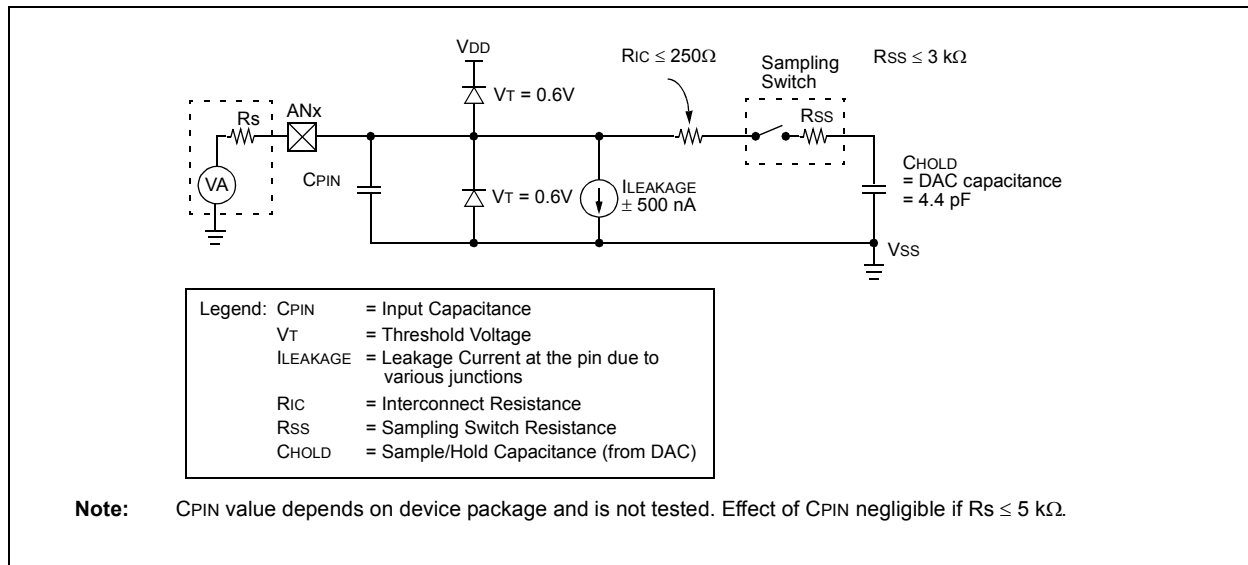 VDD
RIC ≤ 250Ω
Sampling
Switch
RSS ≤ 3 kΩ
VT = 0.6V
Rs
ANx
RSS
VA
CPIN
VT = 0.6V
ILEAKAGE
± 500 nA
CHOLD
= DAC capacitance
= 4.4 pF
VSS
Legend: CPIN = Input Capacitance
VT = Threshold Voltage
ILEAKAGE = Leakage Current at the pin due to
various junctions
RIC = Interconnect Resistance
RSS = Sampling Switch Resistance
CHOLD = Sample/Hold Capacitance (from DAC)
Note: CPIN value depends on device package and is not tested. Effect of CPIN negligible if Rs ≤ 5 kΩ.